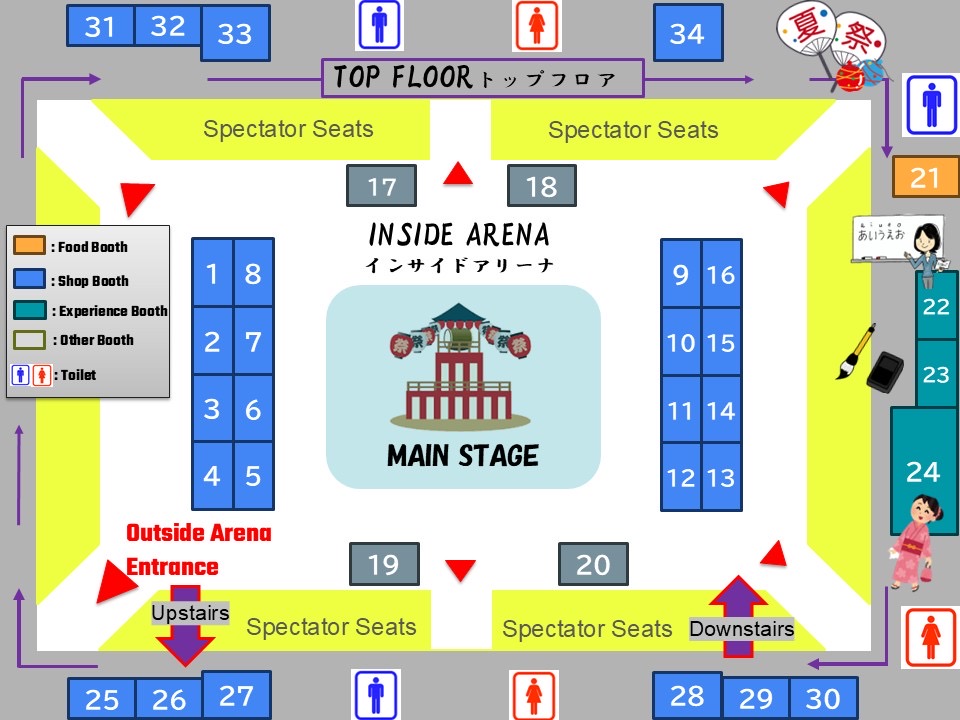 31 32 33
34
夏 祭
TOP FLOOR トップフロア
Spectator Seats
Spectator Seats
17
18
21
INSIDE ARENA
インサイドアリーナ
あいうえお
: Food Booth
: Shop Booth
: Experience Booth
: Other Booth
: Toilet
1 8
2 7
3 6
4 5
9 16
10 15
11 14
12 13
祭 祭 祭 祭
MAIN STAGE
22
23
24
Outside Arena
Entrance
19
20
Upstairs
Spectator Seats
Spectator Seats
Downstairs
25 26 27
28 29 30